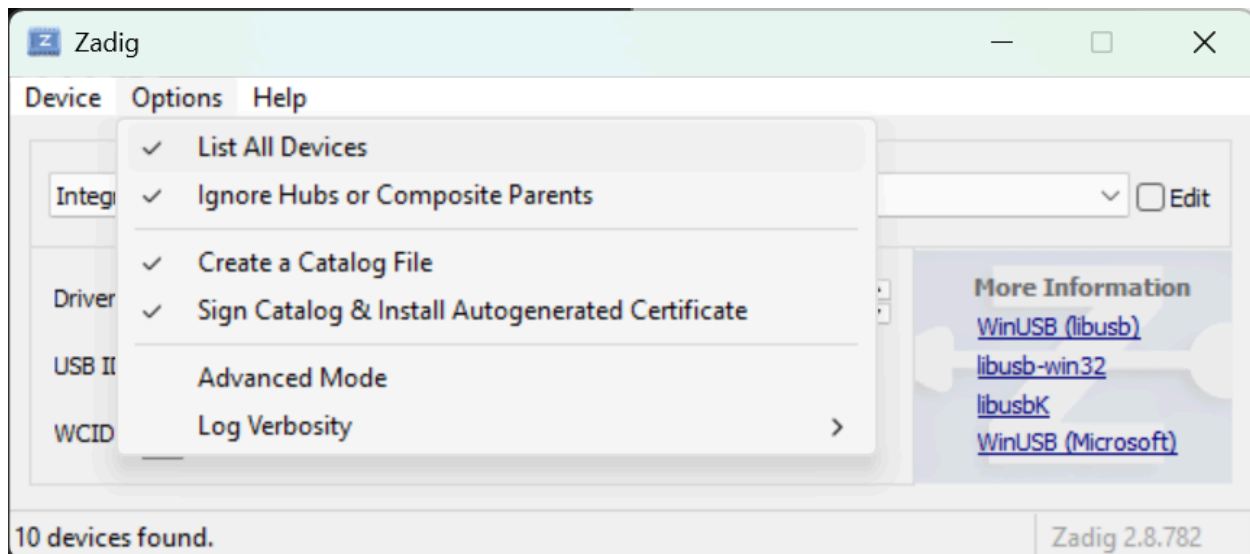 Zadig
Device Options Help
List All Devices
Integ
Ignore Hubs or Composite Parents
Edit
Create a Catalog File
Driver
Sign Catalog & Install Autogenerated Certificate
More Information
WinUSB (libusb)
USB ID
libusb-win32
Advanced Mode
libusbK
WCID
Log Verbosity
WinUSB (Microsoft)
10 devices found.
Zadig 2.8.782